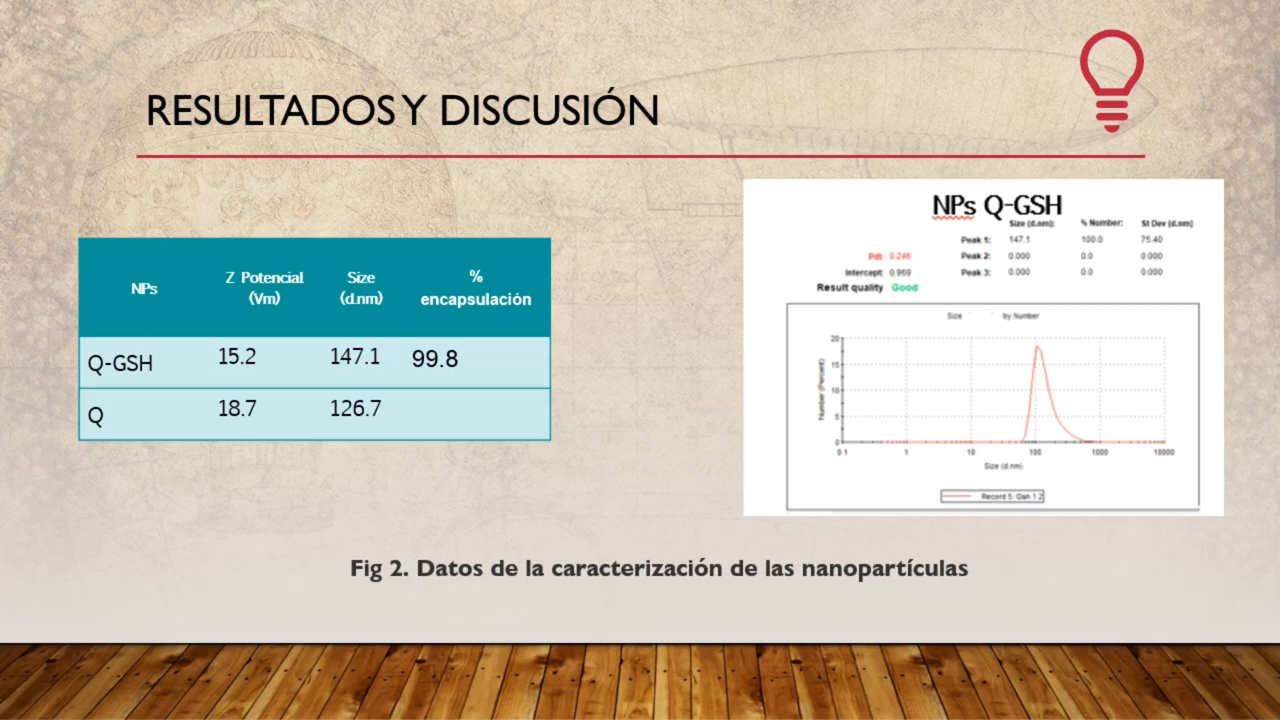 RESULTADOS Y DISCUSIÓN
NPs Z Potencial (Vm) Size (d.nm) % encapsulación
Q-GSH 15.2 147.1 99.8
Q 18.7 126.7
NPs Q-GSH
Size (d.nm): % Number: St Dev (d.nm)
Peak 1: 147.1 100.0 75.40
PdI: 0.246 Peak 2: 0.000 0.0 0.000
Intercept: 0.969 Peak 3: 0.000 0.0 0.000
Result quality Good
Size by Number
Number (Percent)
20
15
10
5
0
0.1 1 10 100 1000 10000
Size (d.nm)
Record 5: Gsh 1 2
Fig 2. Datos de la caracterización de las nanopartículas